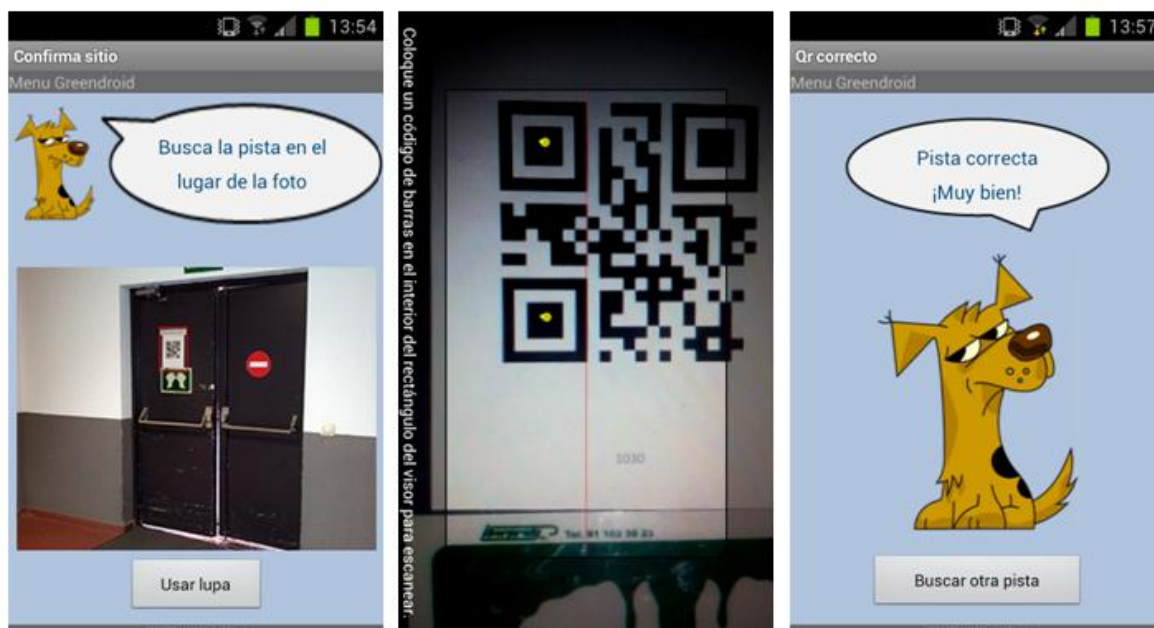 13:54
Confirma sitio
Menu Greendroid
Busca la pista en el
lugar de la foto
Usar lupa
Coloque un código de barras en el interior del rectángulo del visor para escanear.
1030
13:57
Qr correcto
Menu Greendroid
Pista correcta
¡Muy bien!
Buscar otra pista